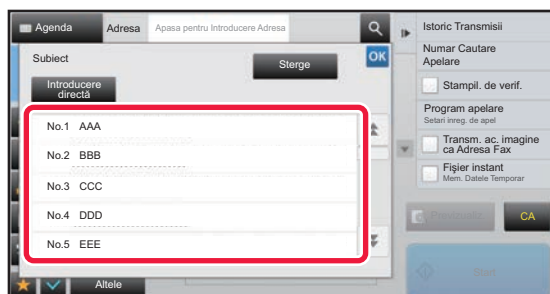 Agenda
Adresa
Apasa pentru Introducere Adresa
Istoric Transmisii
Numar Cautare
Apelare
Subiect
Sterge
OK
Introducere
directă
Stampil. de verif.
Program apelare
Setari inreg. de apel
No.1 AAA
No.2 BBB
No.3 CCC
No.4 DDD
No.5 EEE
Transm. ac. imagine
ca Adresa Fax
Fişier instant
Mem. Datele Temporar
CA
Start
Altele